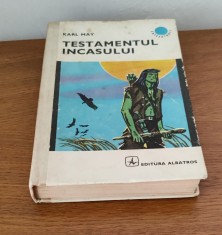 KARL MAY
TESTAMENTUL
INCASULUI
EDITURA ALBATROS